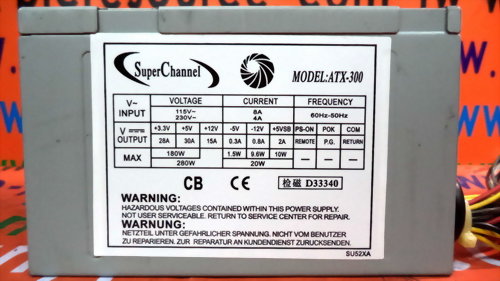 SuperChannel
MODEL:ATX-300
V~ INPUT VOLTAGE CURRENT FREQUENCY
115V~ 8A 60Hz-50Hz
230V~ 4A
V OUTPUT +3.3V +5V +12V -5V -12V +5VSB PS-ON POK COM
28A 30A 15A 0.3A 0.8A 2A REMOTE P.G. RETURN
MAX 180W 1.5W 9.6W 10W
280W 20W
CB CE 检磁 D33340
WARNING:
HAZARDOUS VOLTAGES CONTAINED WITHIN THIS POWER SUPPLY.
NOT USER SERVICEABLE. RETURN TO SERVICE CENTER FOR REPAIR.
WARNUNG:
NETZTEIL UNTER GEFAHRLICHER SPANNUNG. NICHT VOM BENUTZER
ZU REPARIEREN. ZUR REPARATUR AN KUNDENDIENST ZURUCKSENDEN.
SU52XA